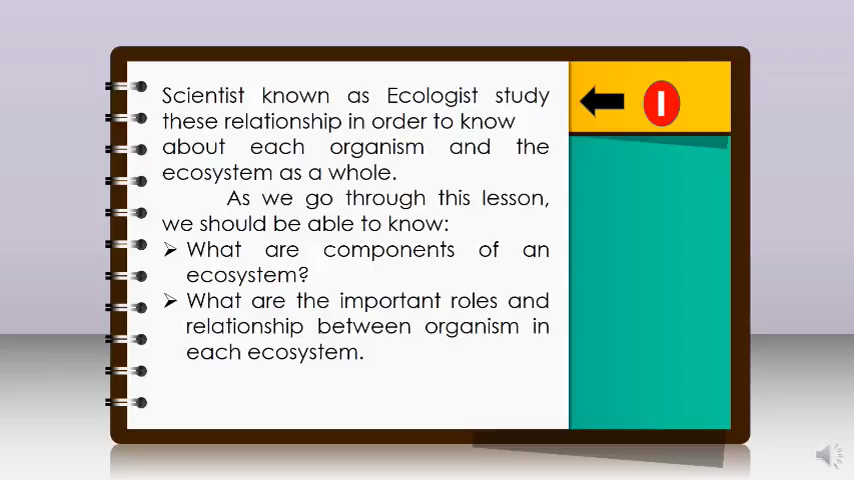 Scientist known as Ecologist study
these relationship in order to know
about each organism and the
ecosystem as a whole.
As we go through this lesson,
we should be able to know:
➢ What are components of an
ecosystem?
➢ What are the important roles and
relationship between organism in
each ecosystem.
I